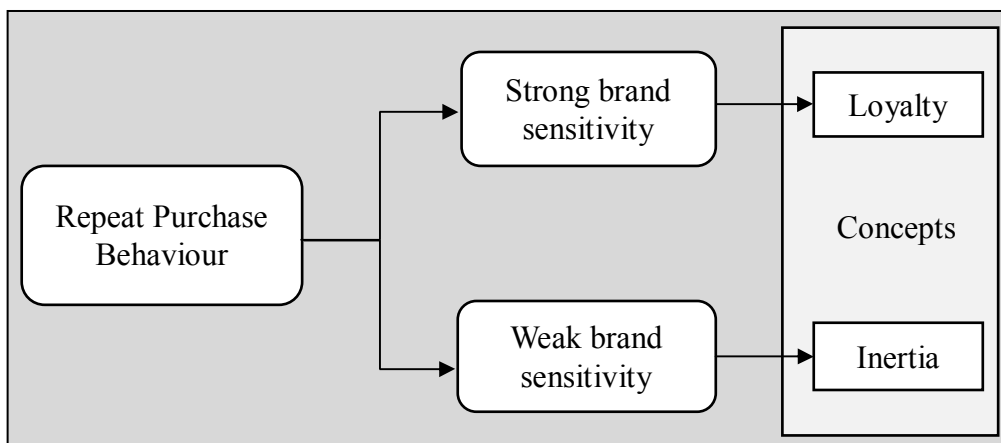 Strong brand
sensitivity
Loyalty
Repeat Purchase
Behaviour
Concepts
Weak brand
sensitivity
Inertia